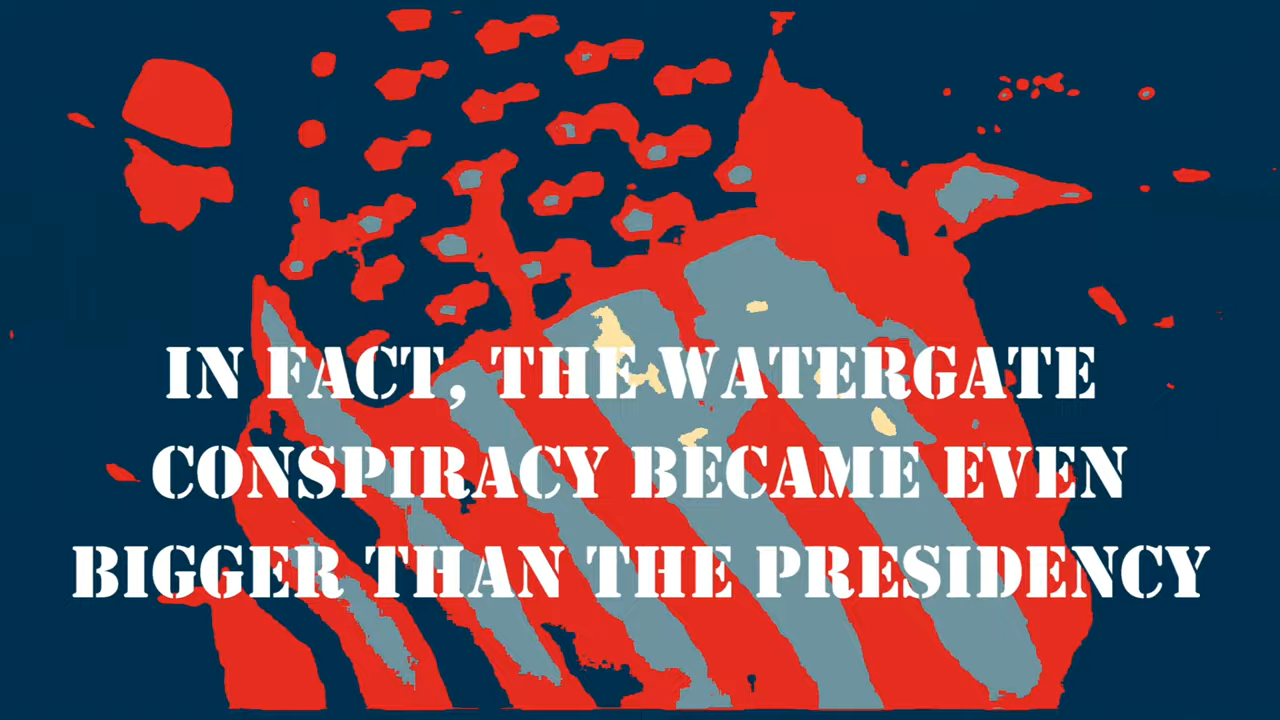 IN FACT, THE WATERGATE
CONSPIRACY BECAME EVEN
BIGGER THAN THE PRESIDENCY